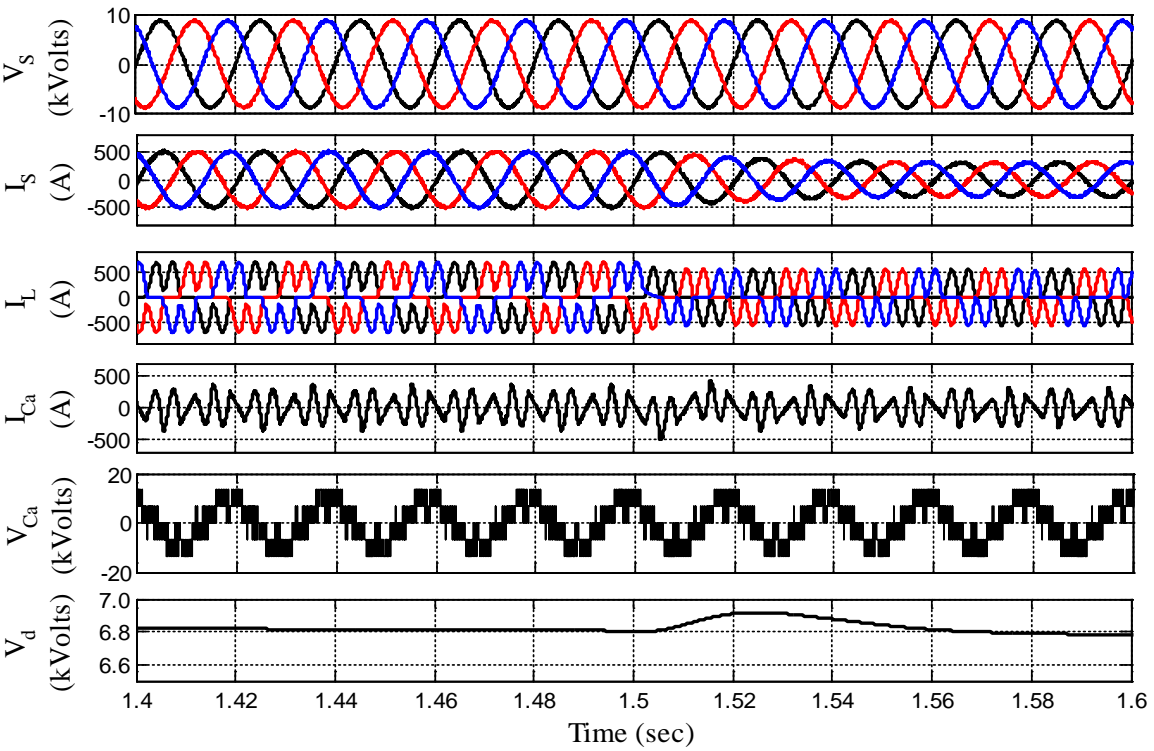 10
0
-10
V_S
(kVolts)
500
0
-500
I_S
(A)
500
0
-500
I_L
(A)
500
0
-500
I_Ca
(A)
20
0
-20
V_Ca
(kVolts)
7.0
6.8
6.6
V_d
(kVolts)
1.4 1.42 1.44 1.46 1.48 1.5 1.52 1.54 1.56 1.58 1.6
Time (sec)